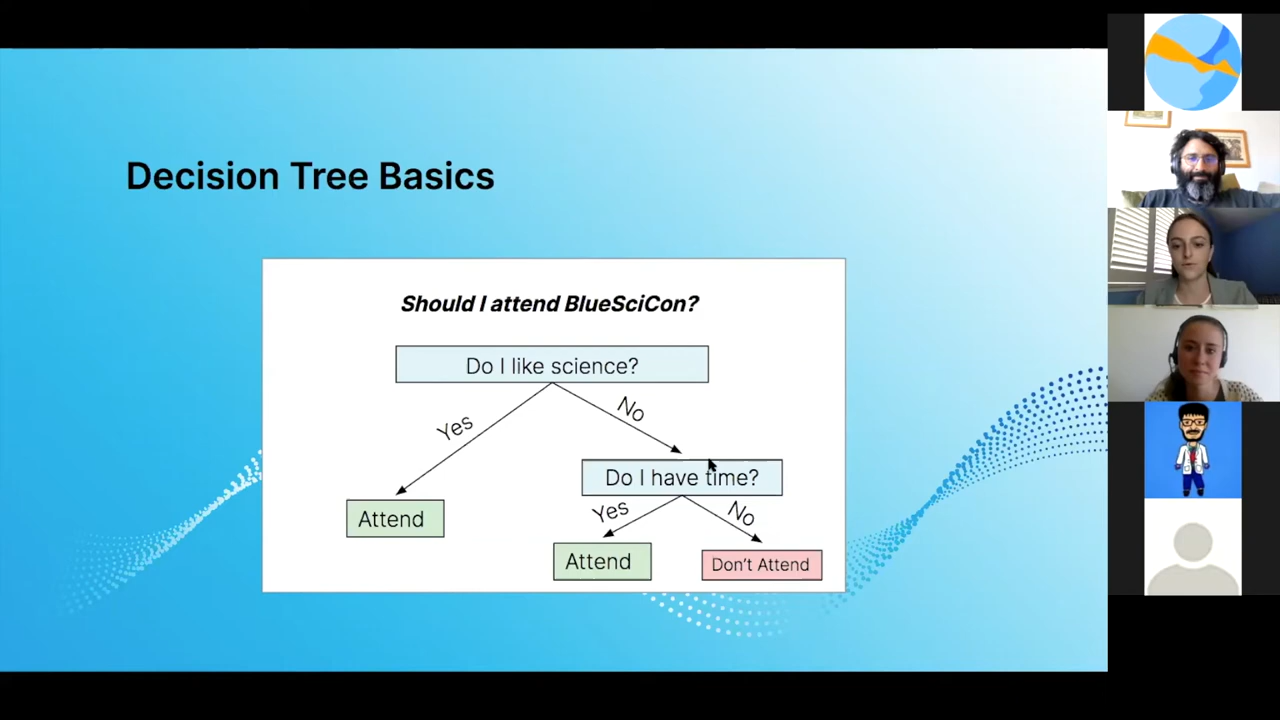 Decision Tree Basics
Should I attend BlueSciCon?
Do I like science?
Yes
No
Do I have time?
Yes
No
Attend
Attend
Don't Attend